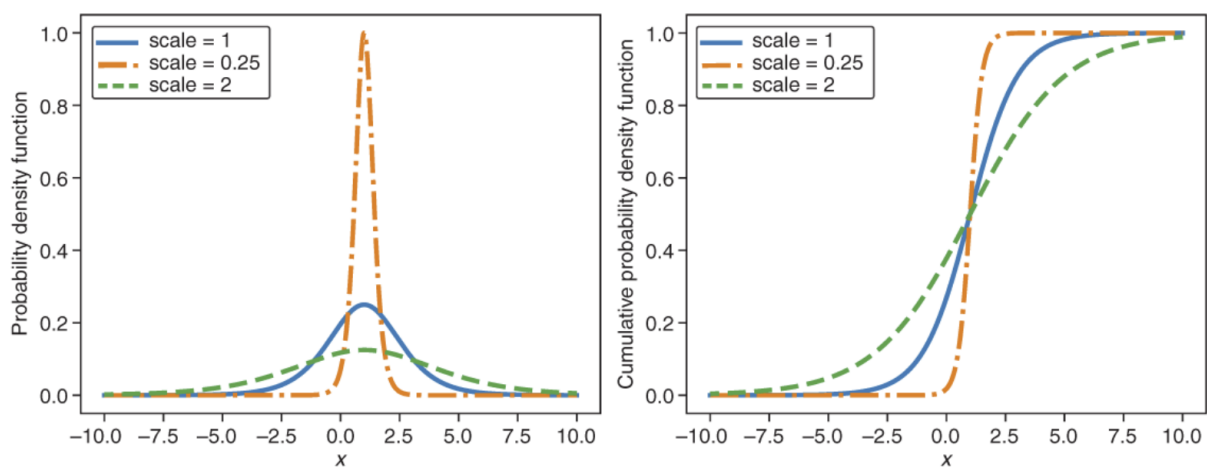 Probability density function
1.0
0.8
0.6
0.4
0.2
0.0
scale = 1
scale = 0.25
scale = 2
−10.0 −7.5 −5.0 −2.5 0.0 2.5 5.0 7.5 10.0
x
Cumulative probability density function
1.0
0.8
0.6
0.4
0.2
0.0
scale = 1
scale = 0.25
scale = 2
−10.0 −7.5 −5.0 −2.5 0.0 2.5 5.0 7.5 10.0
x